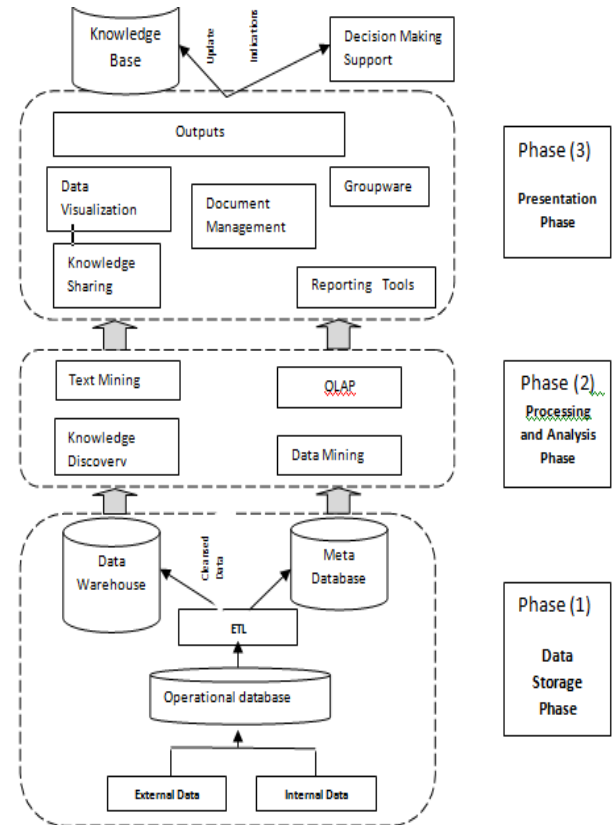 Knowledge
Base
Update
Indications
Decision Making
Support
Outputs
Data
Visualization
Document
Management
Groupware
Knowledge
Sharing
Reporting Tools
Phase (3)
Presentation
Phase
Text Mining
OLAP
Knowledge
Discovery
Data Mining
Phase (2)
Processing
and Analysis
Phase
Data
Warehouse
Cleansed
Data
Meta
Database
ETL
Operational database
External Data
Internal Data
Phase (1)
Data
Storage
Phase